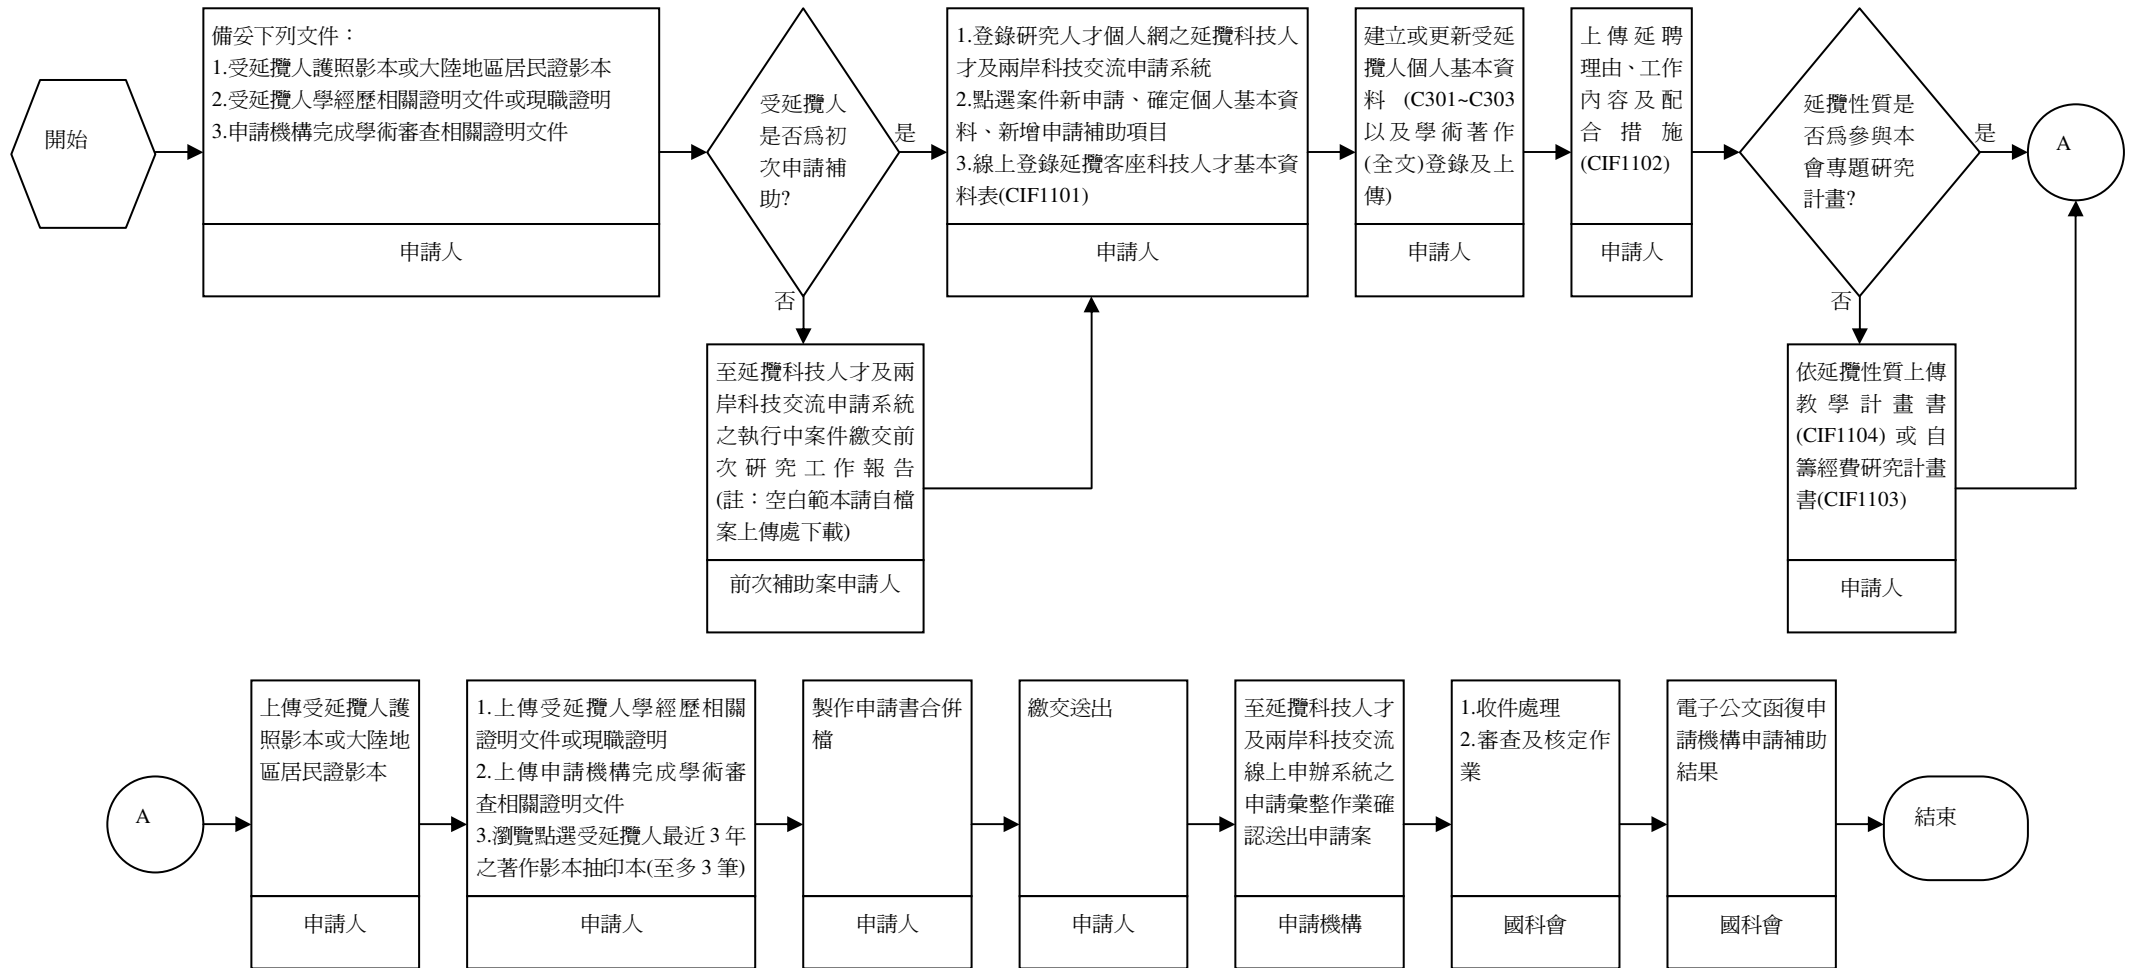 開始
備妥下列文件：
1.受延攬人護照影本或大陸地區居民證影本
2.受延攬人學經歷相關證明文件或現職證明
3.申請機構完成學術審查相關證明文件
申請人
受延攬人
是否為初
次申請補
助?
是
否
至延攬科技人才及兩
岸科技交流申請系統
之執行中案件繳交前
次研究工作報告
(註：空白範本請自檔
案上傳處下載)
前次補助案申請人
1.登錄研究人才個人網之延攬科技人
才及兩岸科技交流申請系統
2.點選案件新申請、確定個人基本資
料、新增申請補助項目
3.線上登錄延攬客座科技人才基本資
料表(CIF1101)
申請人
建立或更新受延
攬人個人基本資
料 (C301~C303
以及學術著作
(全文)登錄及上
傳)
申請人
上傳延聘
理由、工作
內容及配
合措施
(CIF1102)
申請人
延攬性質是
否為參與本
會專題研究
計畫?
是
否
依延攬性質上傳
教學計畫書
(CIF1104) 或自
籌經費研究計畫
書(CIF1103)
申請人
A
A
上傳受延攬人護
照影本或大陸地
區居民證影本
申請人
1.上傳受延攬人學經歷相關
證明文件或現職證明
2.上傳申請機構完成學術審
查相關證明文件
3.瀏覽點選受延攬人最近 3 年
之著作影本抽印本(至多 3 筆)
申請人
製作申請書合併
檔
申請人
繳交送出
申請人
至延攬科技人才
及兩岸科技交流
線上申辦系統之
申請彙整作業確
認送出申請案
申請機構
1.收件處理
2.審查及核定作
業
國科會
電子公文函復申
請機構申請補助
結果
國科會
結束